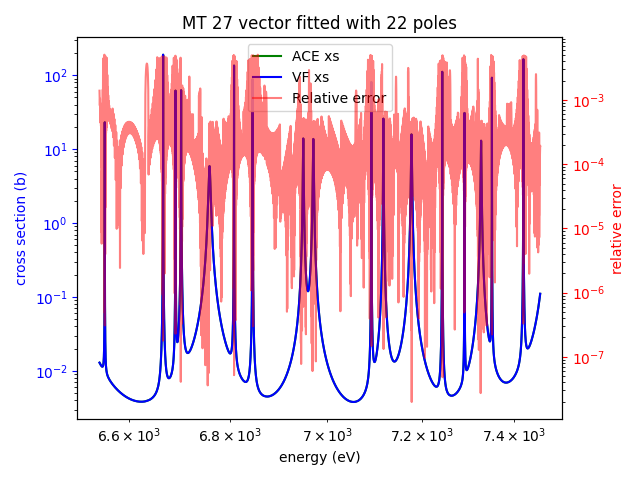 MT 27 vector fitted with 22 poles
ACE xs
VF xs
Relative error
cross section (b)
10²
10¹
10⁰
10⁻¹
10⁻²
relative error
10⁻³
10⁻⁴
10⁻⁵
10⁻⁶
10⁻⁷
6.6 × 10³ 6.8 × 10³ 7 × 10³ 7.2 × 10³ 7.4 × 10³
energy (eV)